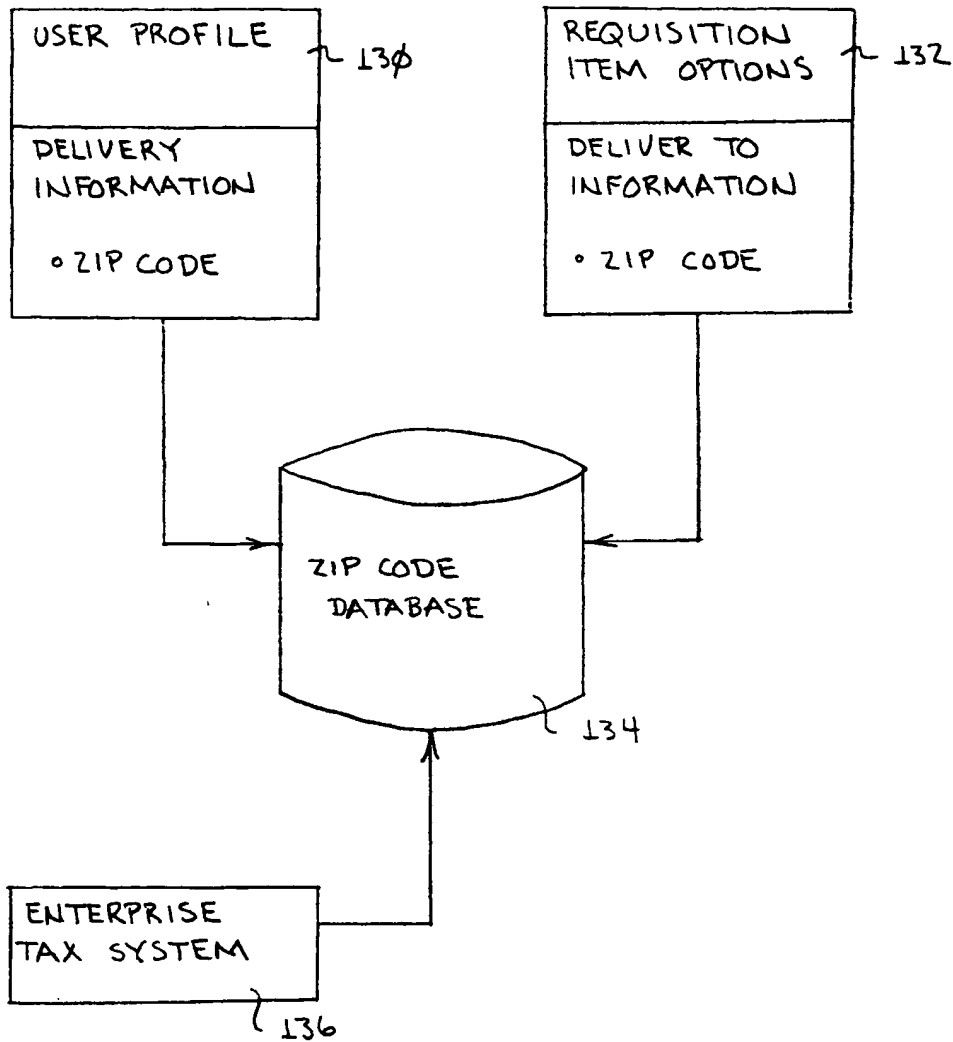 USER PROFILE
130
DELIVERY
INFORMATION
• ZIP CODE
REQUISITION
ITEM OPTIONS
132
DELIVER TO
INFORMATION
• ZIP CODE
ZIP CODE
DATABASE
134
ENTERPRISE
TAX SYSTEM
136